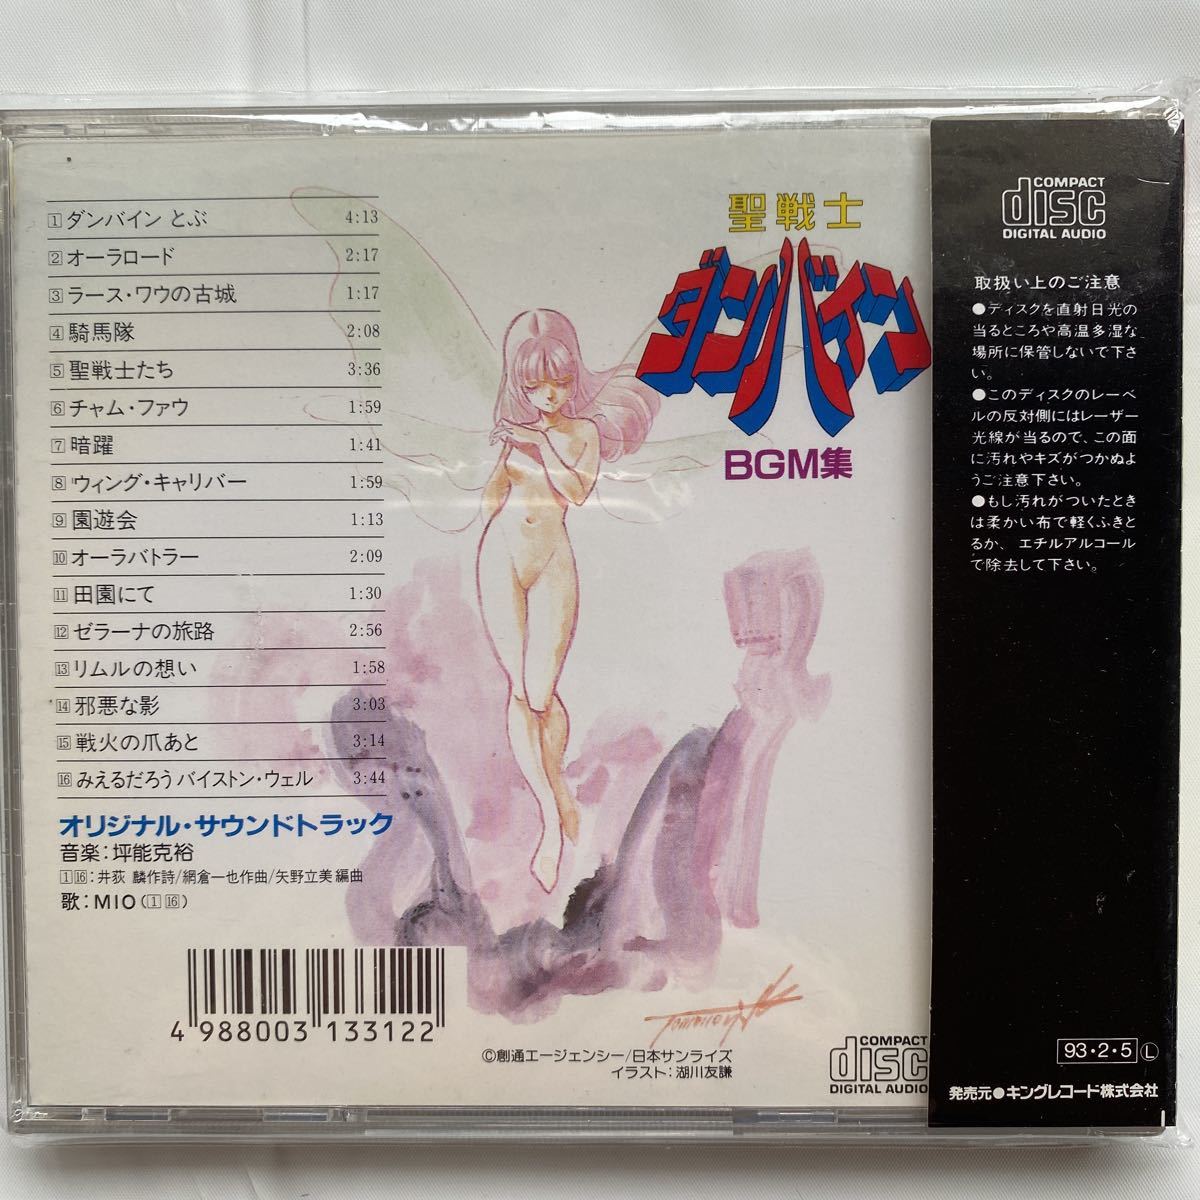 1 ダンバイン とぶ 4:13
2 オーラロード 2:17
3 ラース・ワウの古城 1:17
4 騎馬隊 2:08
5 聖戦士たち 3:36
6 チャム・ファウ 1:59
7 暗躍 1:41
8 ウィング・キャリバー 1:59
9 園遊会 1:13
10 オーラバトラー 2:09
11 田園にて 1:30
12 ゼラーナの旅路 2:56
13 リムルの想い 1:58
14 邪悪な影 3:03
15 戦火の爪あと 3:14
16 みえるだろう バイストン・ウェル 3:44
オリジナル・サウンドトラック
音楽:坪能克裕
1 16:井荻 麟作詩/網倉一也作曲/矢野立美編曲
歌:MIO(1 16)
4 988003 133122
聖戦士
ダンバイン
BGM集
©創通エージェンシー/日本サンライズ
イラスト:湖川友謙
COMPACT
disc
DIGITAL AUDIO
COMPACT
disc
DIGITAL AUDIO
取扱い上のご注意
●ディスクを直射日光の
当るところや高温多湿な
場所に保管しないで下さ
い。
●このディスクのレーベ
ルの反対側にはレーザー
光線が当るので、この面
に汚れやキズがつかぬよ
うご注意下さい。
●もし汚れがついたとき
は柔かい布で軽くふきと
るか、エチルアルコール
で除去して下さい。
93・2・5 Ⓛ
発売元●キングレコード株式会社